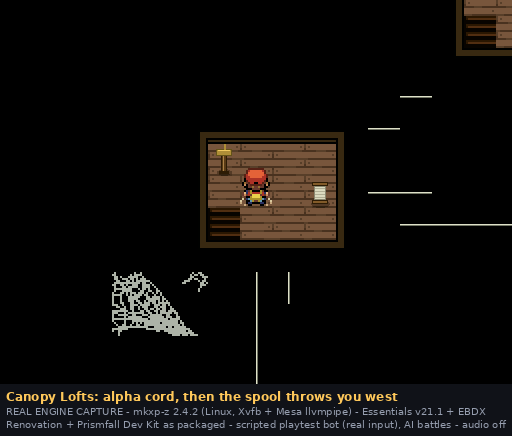 Canopy Lofts: alpha cord, then the spool throws you west
REAL ENGINE CAPTURE - mkxp-z 2.4.2 (Linux, Xvfb + Mesa llvmpipe) - Essentials v21.1 + EBDX
Renovation + Prismfall Dev Kit as packaged - scripted playtest bot (real input), AI battles - audio off